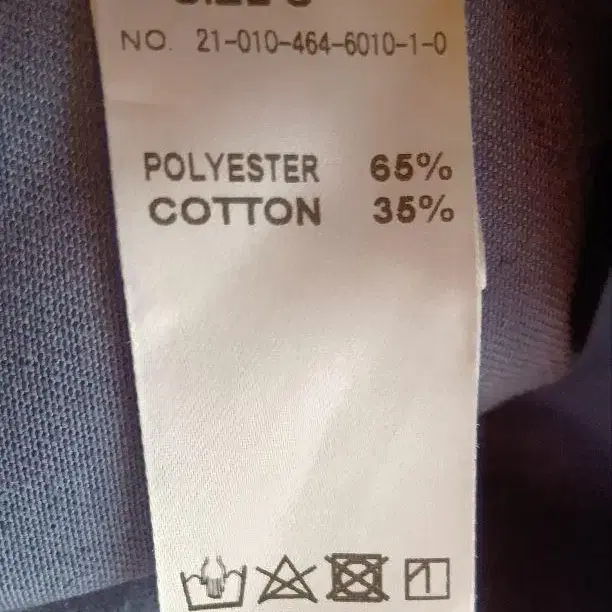 NO. 21-010-464-6010-1-0
POLYESTER 65%
COTTON 35%